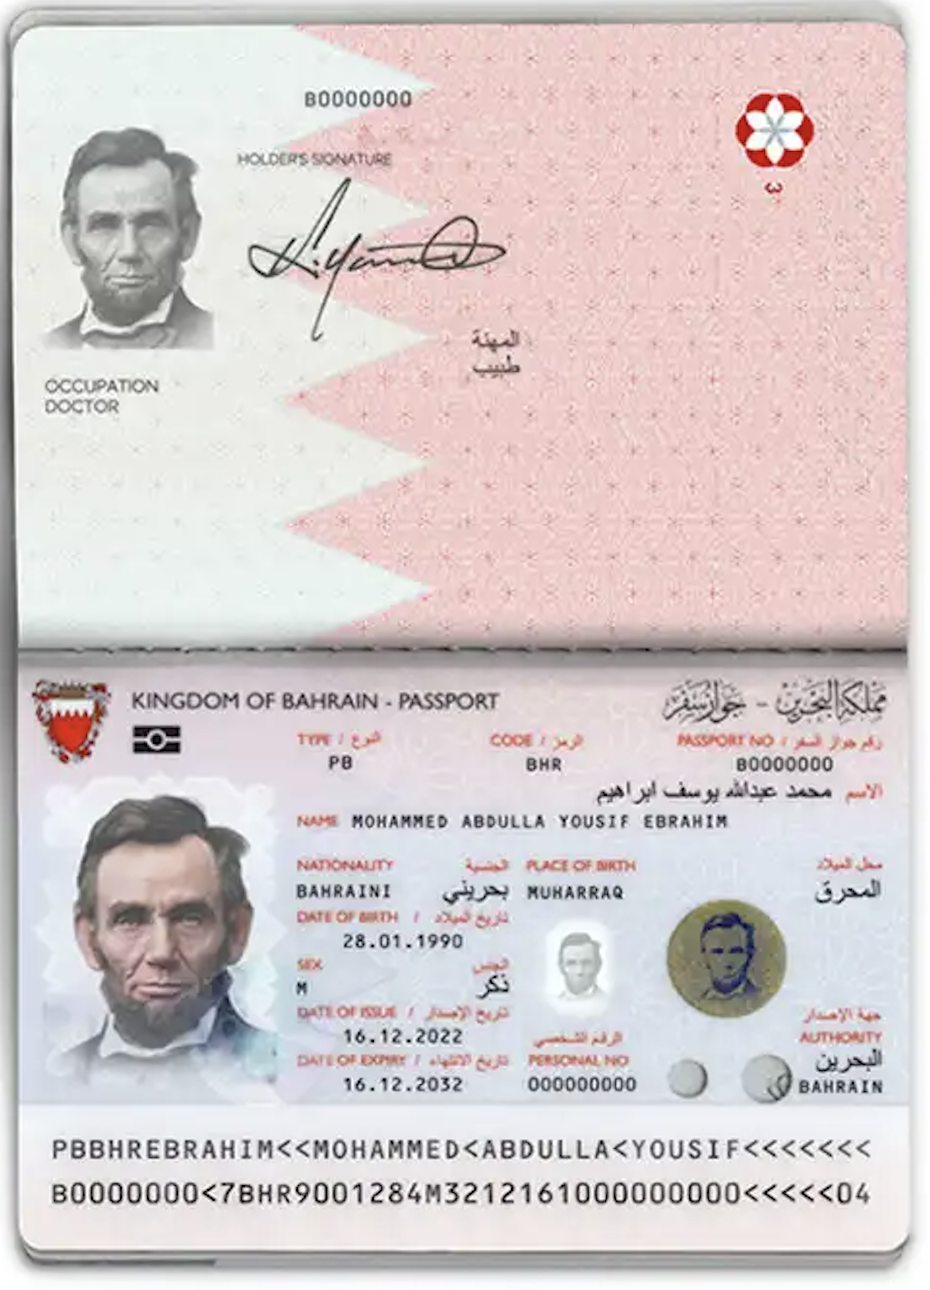 B0000000
HOLDER'S SIGNATURE
٣
المهنة
طبيب
OCCUPATION
DOCTOR
KINGDOM OF BAHRAIN - PASSPORT
مملكة البحرين - جواز سفر
TYPE / النوع CODE / الرمز PASSPORT NO / رقم جواز السفر
PB BHR B0000000
الاسم محمد عبدالله يوسف ابراهيم
NAME MOHAMMED ABDULLA YOUSIF EBRAHIM
NATIONALITY الجنسية PLACE OF BIRTH محل الميلاد
BAHRAINI بحريني MUHARRAQ المحرق
DATE OF BIRTH / تاريخ الميلاد
28.01.1990
SEX الجنس
M ذكر
DATE OF ISSUE / تاريخ الإصدار جهة الإصدار
16.12.2022 الرقم الشخصي AUTHORITY
DATE OF EXPIRY / تاريخ الانتهاء PERSONAL NO البحرين
16.12.2032 000000000 BAHRAIN
PBBHREBRAHIM<<MOHAMMED<ABDULLA<YOUSIF<<<<<<<
B0000000<7BHR9001284M3212161000000000<<<<<04